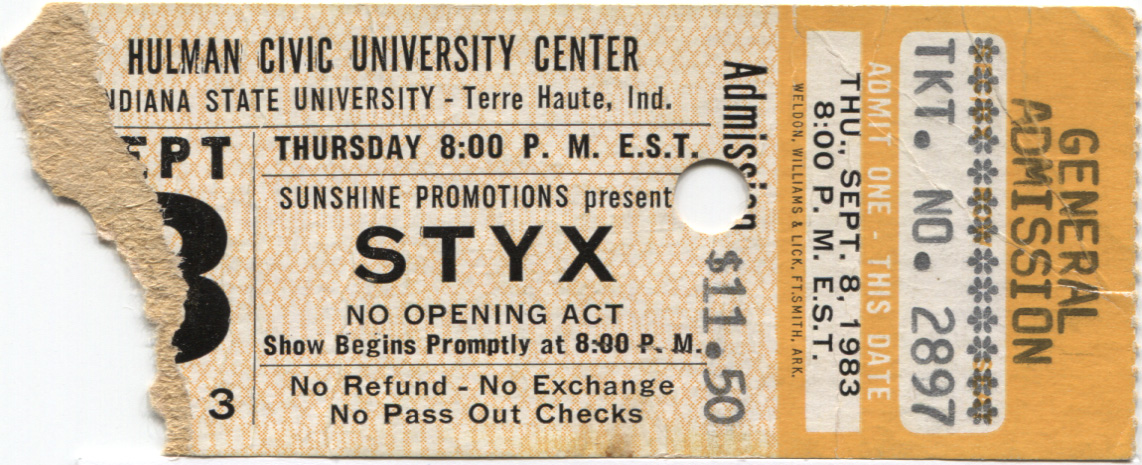 HULMAN CIVIC UNIVERSITY CENTER
NDIANA STATE UNIVERSITY - Terre Haute, Ind.
EPT
8
3
THURSDAY 8:00 P. M. E.S.T.
SUNSHINE PROMOTIONS present
STYX
NO OPENING ACT
Show Begins Promptly at 8:00 P. M.
No Refund - No Exchange
No Pass Out Checks
Admission $11.50
WELDON, WILLIAMS & LICK, FT.SMITH, ARK.
THU., SEPT. 8, 1983
8:00 P. M. E.S.T.
ADMIT ONE - THIS DATE
TKT. NO. 2897
GENERAL
ADMISSION